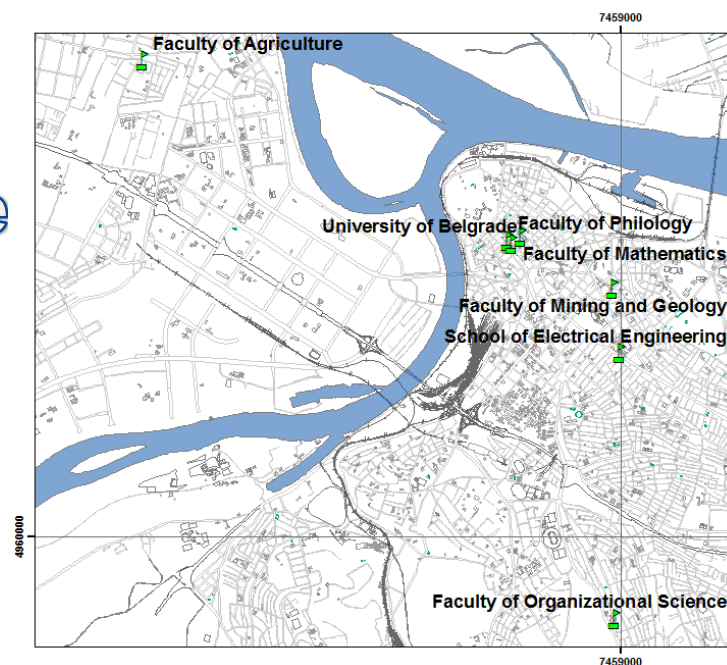 7459000
Faculty of Agriculture
University of Belgrade
Faculty of Philology
Faculty of Mathematics
Faculty of Mining and Geology
School of Electrical Engineering
4960000
Faculty of Organizational Science
7459000